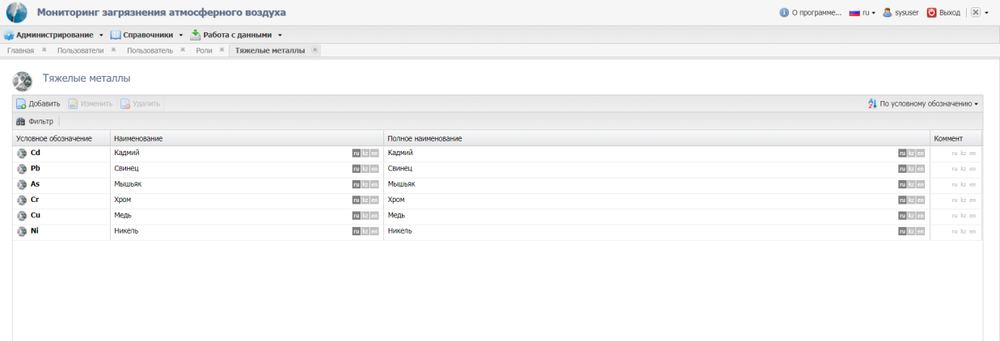 Мониторинг загрязнения атмосферного воздуха
О программе... ru sysuser Выход
Администрирование Справочники Работа с данными
Главная Пользователи Пользователь Роли Тяжелые металлы
Тяжелые металлы
Добавить Изменить Удалить По условному обозначению
Фильтр
Условное обозначение Наименование Полное наименование Коммент
Cd Кадмий ru kz en Кадмий ru kz en ru kz en
Pb Свинец ru kz en Свинец ru kz en ru kz en
As Мышьяк ru kz en Мышьяк ru kz en ru kz en
Cr Хром ru kz en Хром ru kz en ru kz en
Cu Медь ru kz en Медь ru kz en ru kz en
Ni Никель ru kz en Никель ru kz en ru kz en